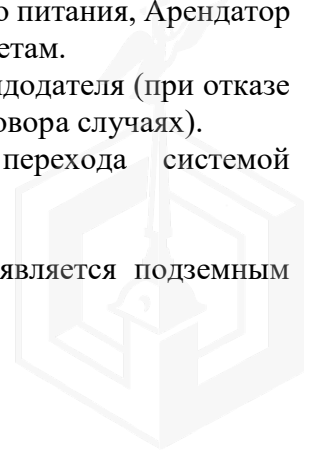 о питания, Арендатор
етам.
ндодателя (при отказе
овора случаях).
перехода системой
является подземным